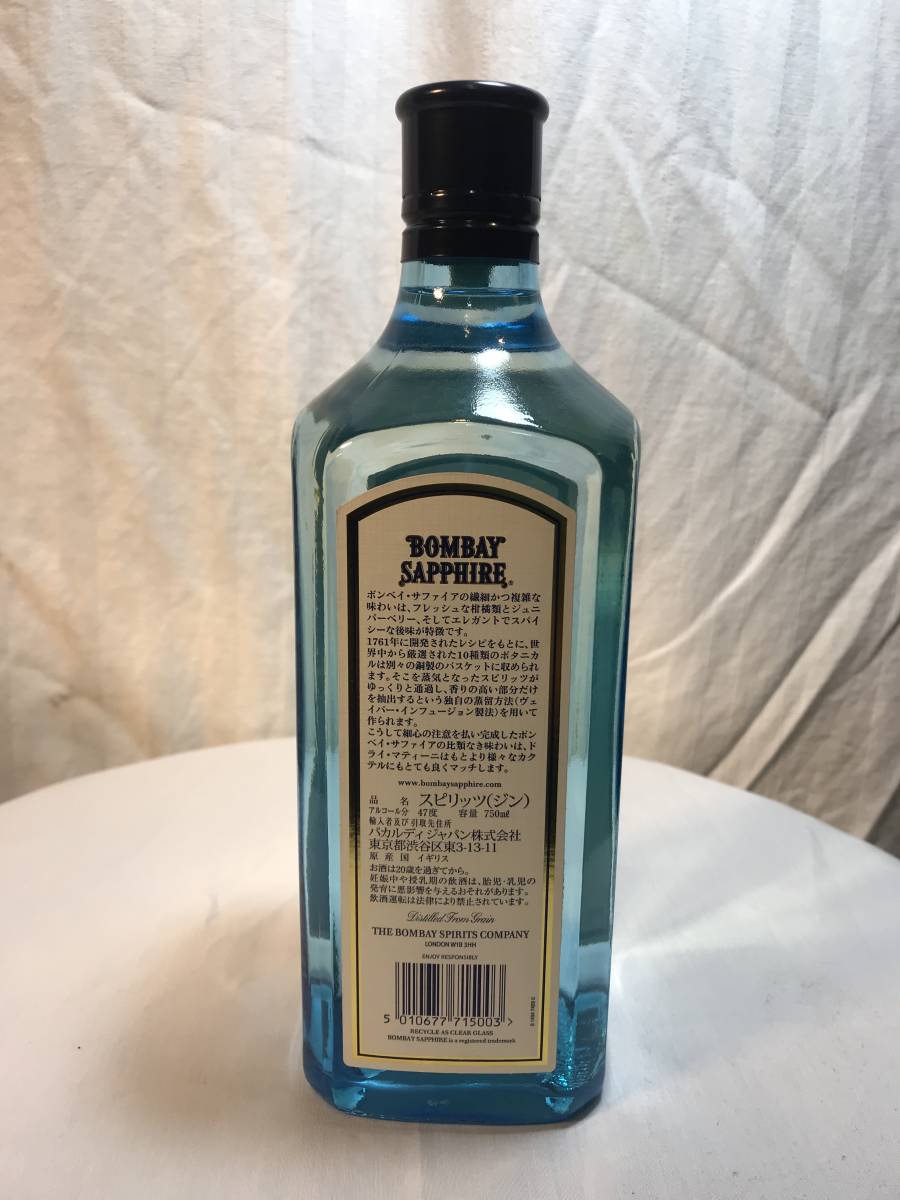 BOMBAY
SAPPHIRE®
ボンベイ・サファイアの繊細かつ複雑な
味わいは、フレッシュな柑橘類とジュニ
パーベリー、そしてエレガントでスパイ
シーな後味が特徴です。
1761年に開発されたレシピをもとに、世
界中から厳選された10種類のボタニカ
ルは別々の銅製のバスケットに収められ
ます。そこを蒸気となったスピリッツが
ゆっくりと通過し、香りの高い部分だけ
を抽出するという独自の蒸留方法(ヴェ
イパー・インフュージョン製法)を用いて
作られます。
こうして細心の注意を払い完成したボン
ベイ・サファイアの比類なき味わいは、ド
ライ・マティーニはもとより様々なカク
テルにもとても良くマッチします。
www.bombaysapphire.com
品 名 スピリッツ(ジン)
アルコール分 47度 容量 750㎖
輸入者及び引取先住所
バカルディジャパン株式会社
東京都渋谷区東3-13-11
原産国 イギリス
お酒は20歳を過ぎてから。
妊娠中や授乳期の飲酒は、胎児・乳児の
発育に悪影響を与えるおそれがあります。
飲酒運転は法律により禁止されています。
Distilled From Grain
THE BOMBAY SPIRITS COMPANY
LONDON W1B 3HH
ENJOY RESPONSIBLY
5 010677 715003 >
RECYCLE AS CLEAR GLASS
BOMBAY SAPPHIRE is a registered trademark